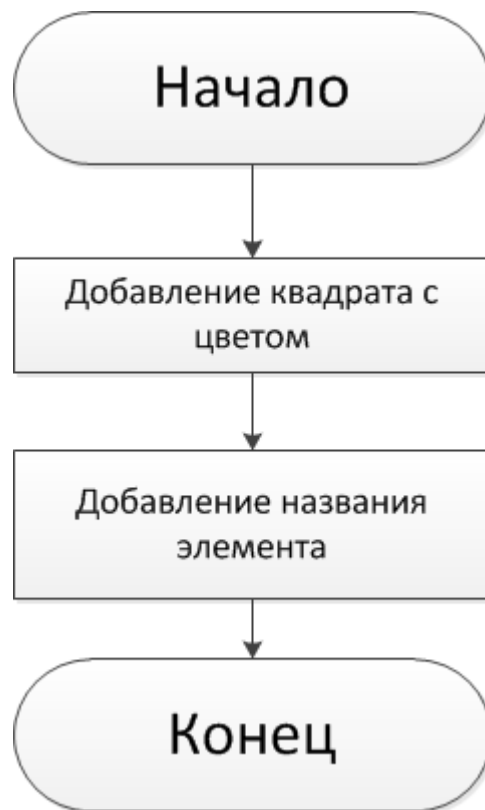 Начало
Добавление квадрата с
цветом
Добавление названия
элемента
Конец